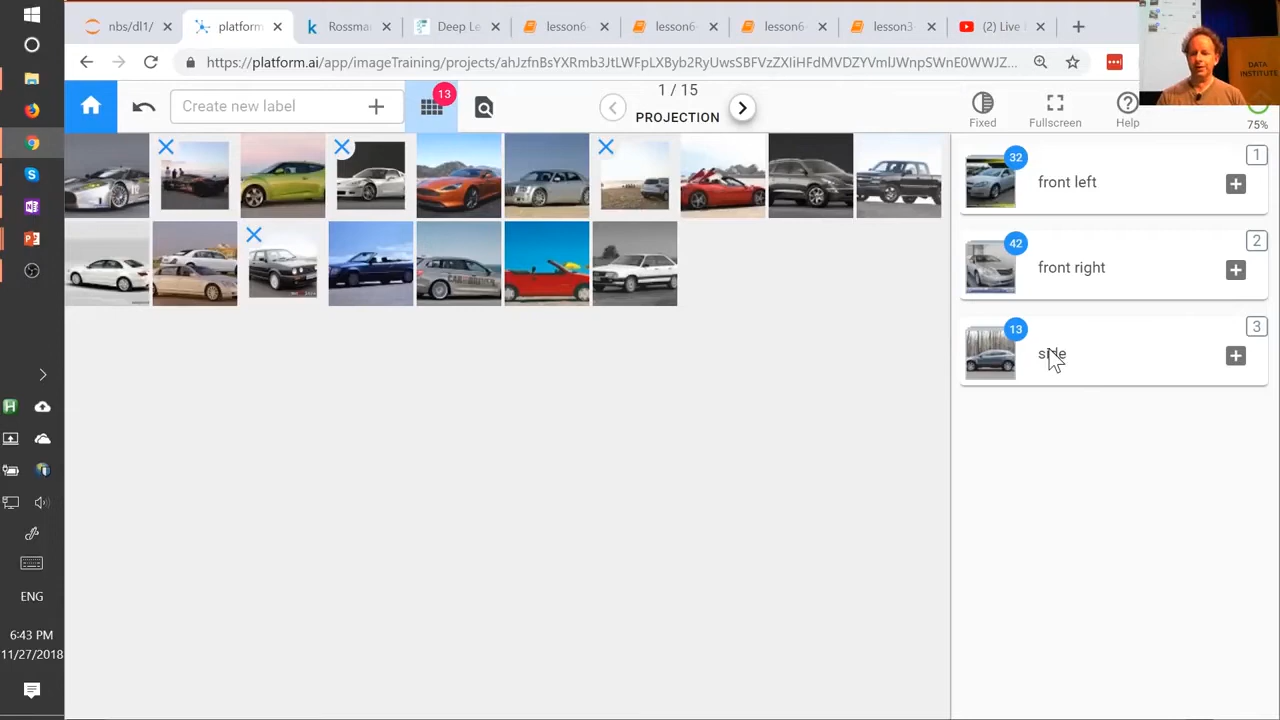 nbs/dl1/
platform
Rossma
Deep Le
lesson6-
lesson6-
lesson6-
lesson3-
(2) Live
https://platform.ai/app/imageTraining/projects/
Create new label
13
1 / 15
PROJECTION
Fixed
Fullscreen
Help
75%
DATA
INSTITUTE
32
front left
1
42
front right
2
13
side
3
ENG
6:43 PM
11/27/2018